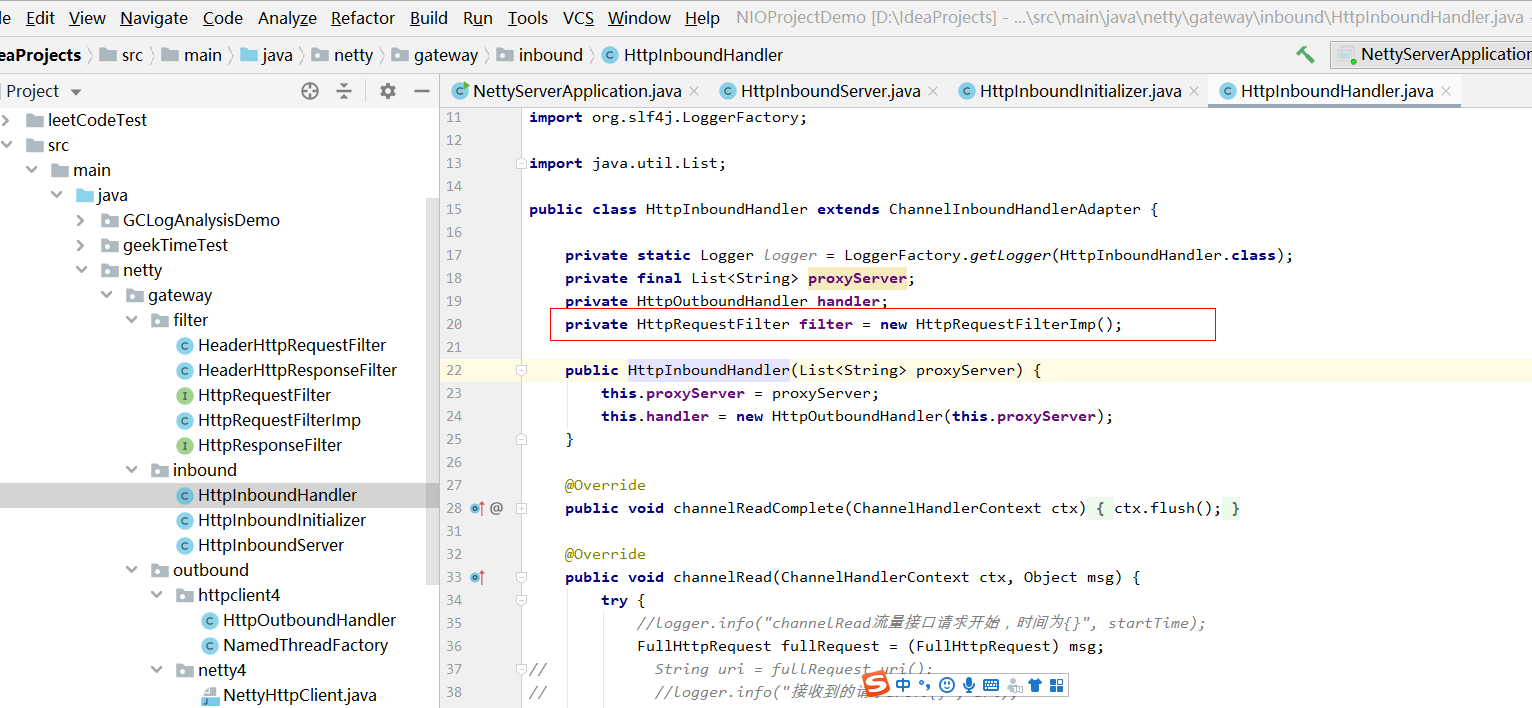 le Edit View Navigate Code Analyze Refactor Build Run Tools VCS Window Help NIOProjectDemo [D:\IdeaProjects] - ...\src\main\java\netty\gateway\inbound\HttpInboundHandler.java -
eaProjects src main java netty gateway inbound HttpInboundHandler NettyServerApplication
Project NettyServerApplication.java HttpInboundServer.java HttpInboundInitializer.java HttpInboundHandler.java
leetCodeTest
src
main
java
GCLogAnalysisDemo
geekTimeTest
netty
gateway
filter
HeaderHttpRequestFilter
HeaderHttpResponseFilter
HttpRequestFilter
HttpRequestFilterImp
HttpResponseFilter
inbound
HttpInboundHandler
HttpInboundInitializer
HttpInboundServer
outbound
httpclient4
HttpOutboundHandler
NamedThreadFactory
netty4
NettyHttpClient.java
11 import org.slf4j.LoggerFactory;
12
13 import java.util.List;
14
15 public class HttpInboundHandler extends ChannelInboundHandlerAdapter {
16
17 private static Logger logger = LoggerFactory.getLogger(HttpInboundHandler.class);
18 private final List<String> proxyServer;
19 private HttpOutboundHandler handler;
20 private HttpRequestFilter filter = new HttpRequestFilterImp();
21
22 public HttpInboundHandler(List<String> proxyServer) {
23 this.proxyServer = proxyServer;
24 this.handler = new HttpOutboundHandler(this.proxyServer);
25 }
26
27 @Override
28 public void channelReadComplete(ChannelHandlerContext ctx) { ctx.flush(); }
31
32 @Override
33 public void channelRead(ChannelHandlerContext ctx, Object msg) {
34 try {
35 //logger.info("channelRead流量接口请求开始，时间为{}", startTime);
36 FullHttpRequest fullRequest = (FullHttpRequest) msg;
37 // String uri = fullRequest.uri();
38 // //logger.info("接收到的请
中